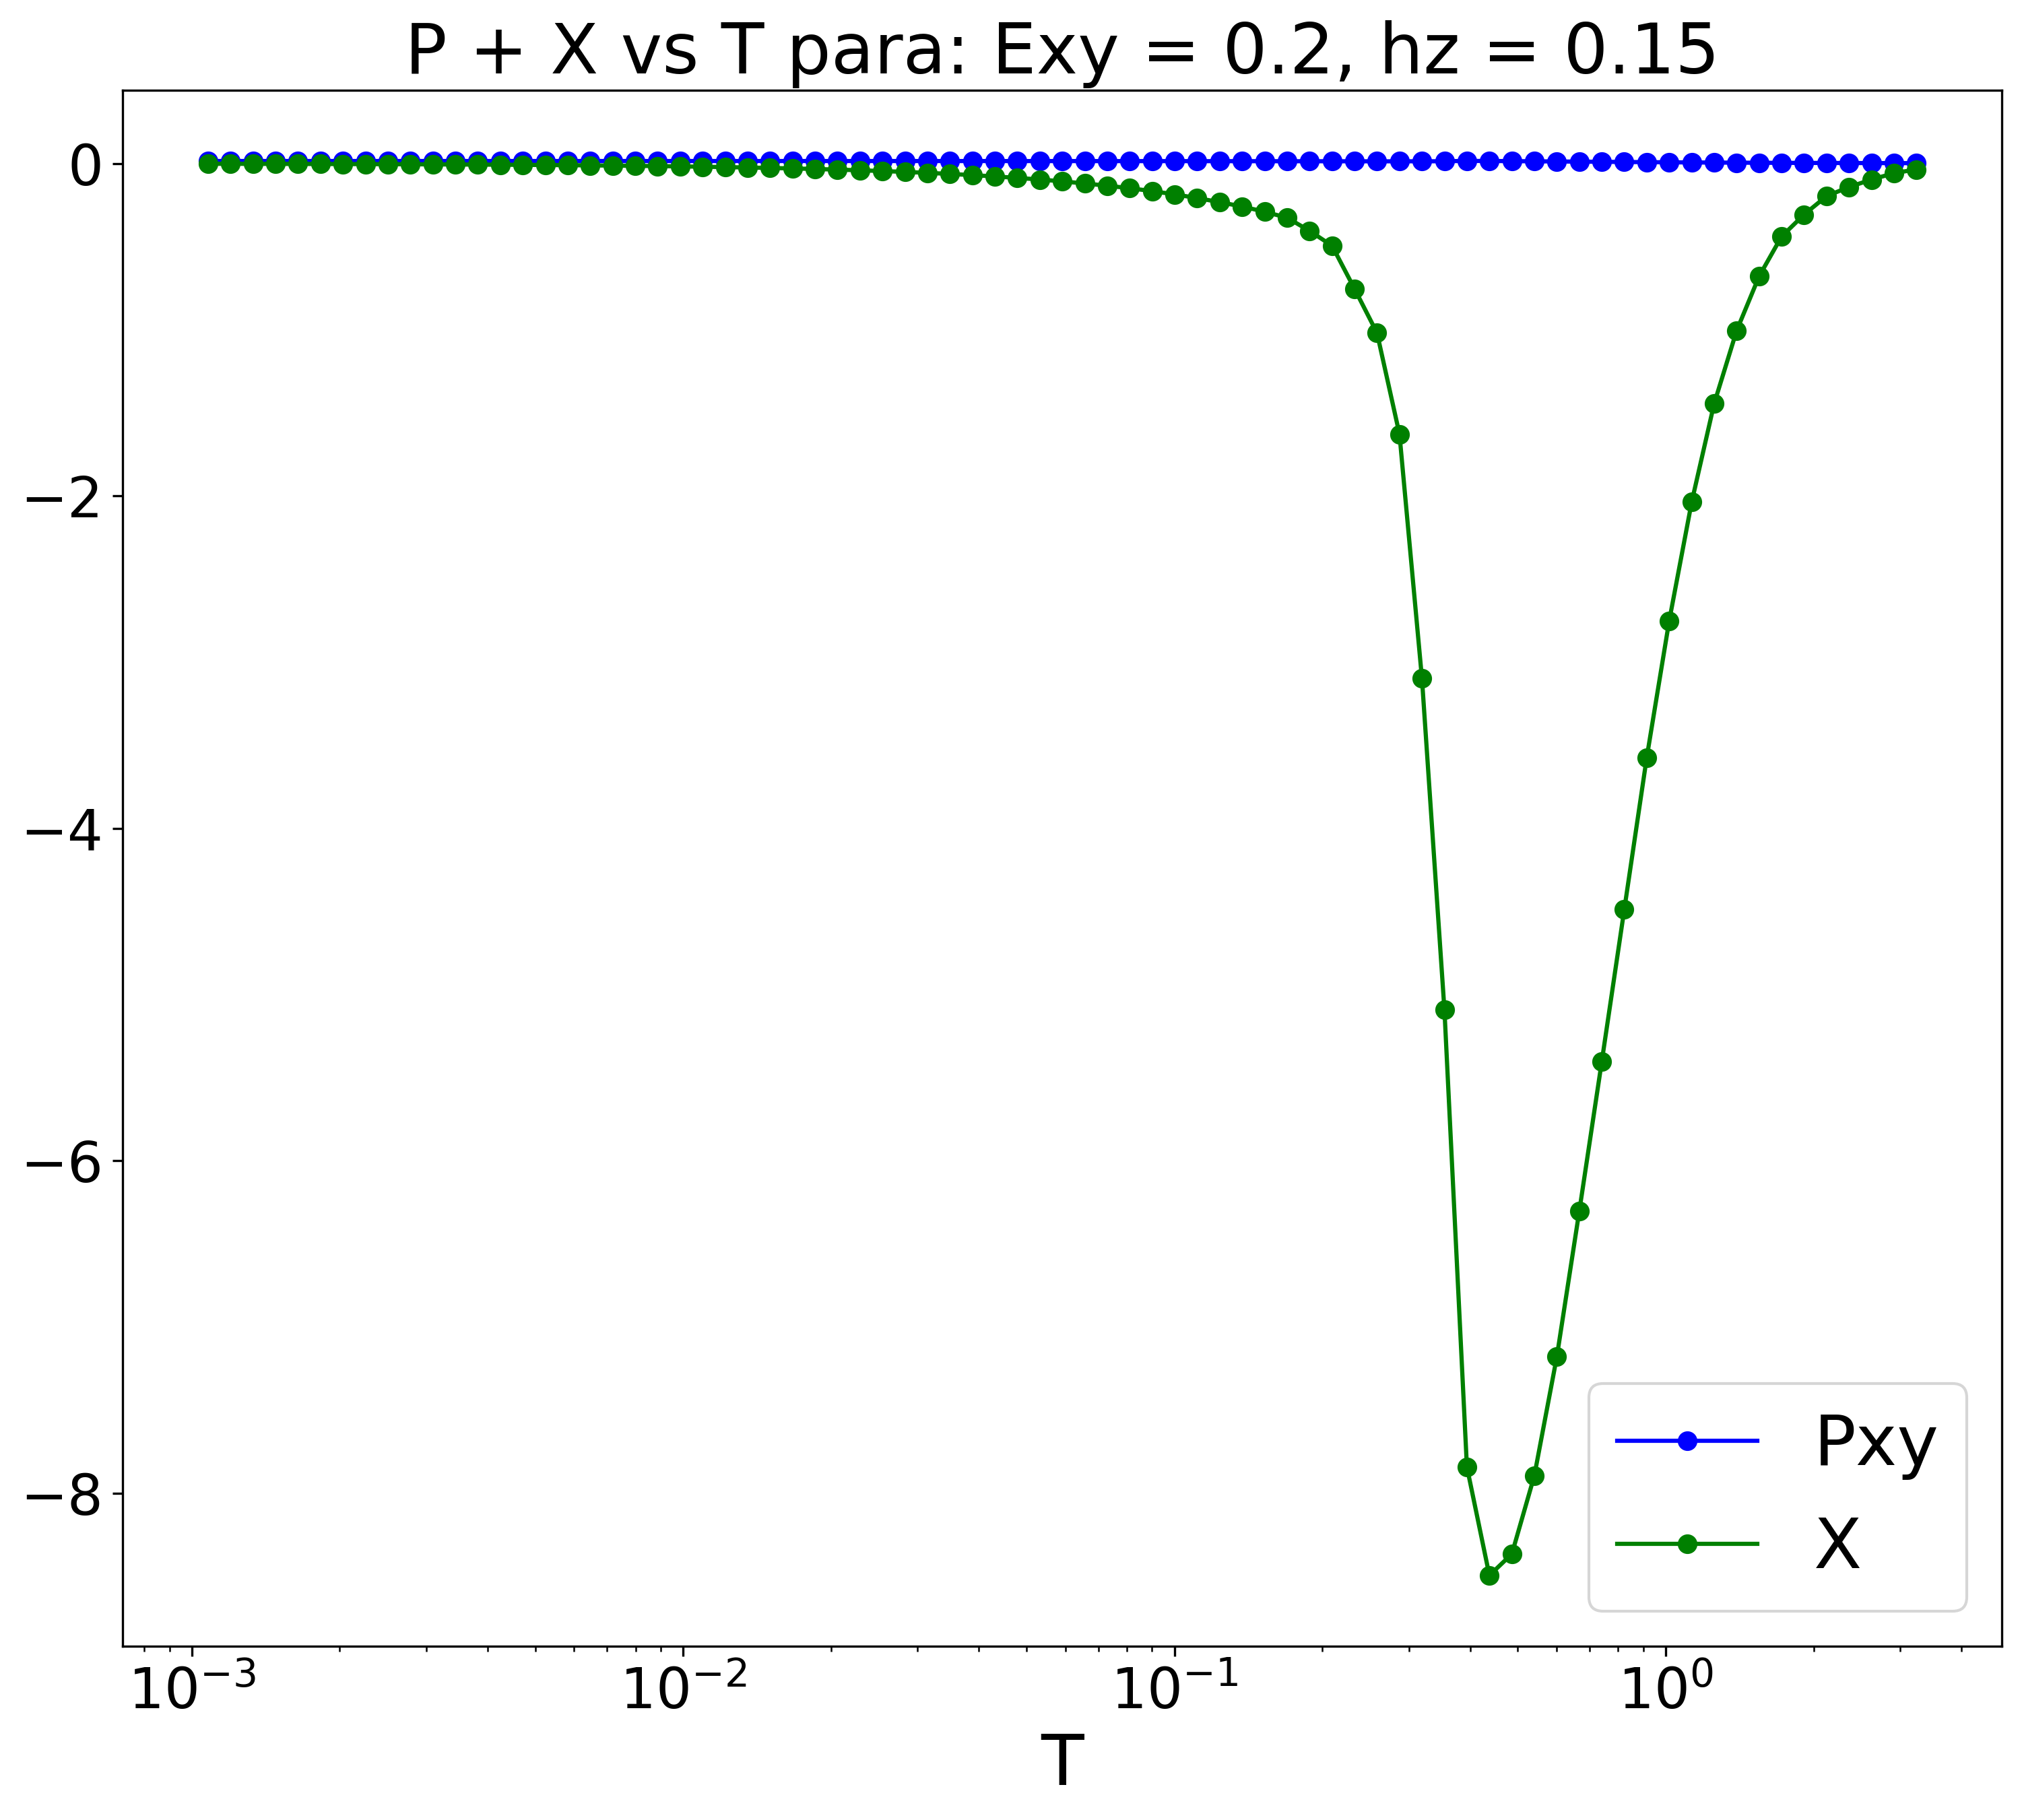 P + X vs T para: Exy = 0.2, hz = 0.15
0
−2
−4
−6
−8
Pxy
X
10⁻³ 10⁻² 10⁻¹ 10⁰
T